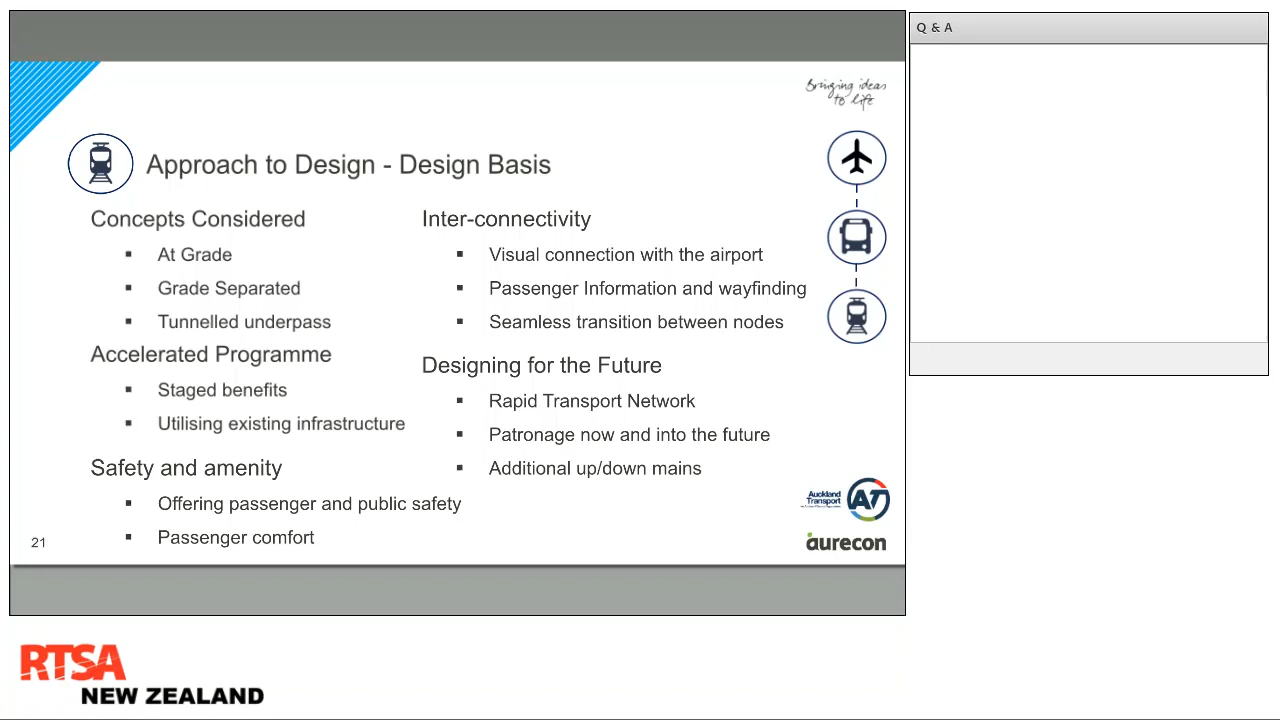 Q & A
Bringing ideas
to life
Approach to Design - Design Basis
Concepts Considered
▪ At Grade
▪ Grade Separated
▪ Tunnelled underpass
Accelerated Programme
▪ Staged benefits
▪ Utilising existing infrastructure
Safety and amenity
▪ Offering passenger and public safety
▪ Passenger comfort
Inter-connectivity
▪ Visual connection with the airport
▪ Passenger Information and wayfinding
▪ Seamless transition between nodes
Designing for the Future
▪ Rapid Transport Network
▪ Patronage now and into the future
▪ Additional up/down mains
Auckland
Transport
AT
aurecon
21
RTSA
NEW ZEALAND